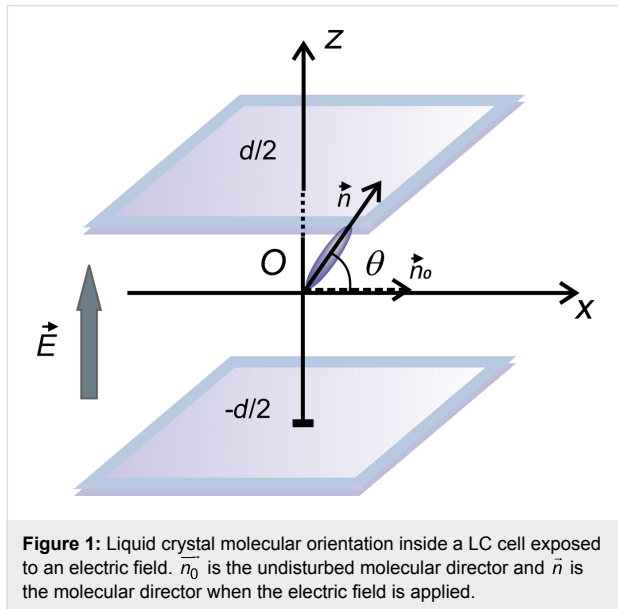 z
d/2
n⃗
O
θ
n⃗₀
x
E⃗
-d/2
Figure 1: Liquid crystal molecular orientation inside a LC cell exposed
to an electric field. n₀⃗ is the undisturbed molecular director and n⃗ is
the molecular director when the electric field is applied.